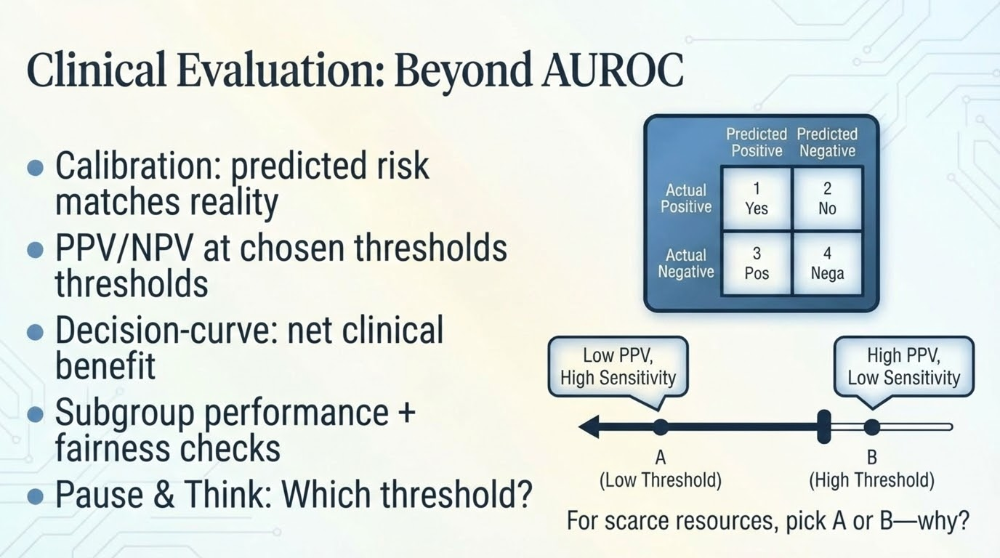 Clinical Evaluation: Beyond AUROC
• Calibration: predicted risk
matches reality
• PPV/NPV at chosen thresholds
thresholds
• Decision-curve: net clinical
benefit
• Subgroup performance +
fairness checks
• Pause & Think: Which threshold?
Predicted Positive
Predicted Negative
Actual Positive
1
Yes
2
No
Actual Negative
3
Pos
4
Nega
Low PPV,
High Sensitivity
High PPV,
Low Sensitivity
A
(Low Threshold)
B
(High Threshold)
For scarce resources, pick A or B—why?